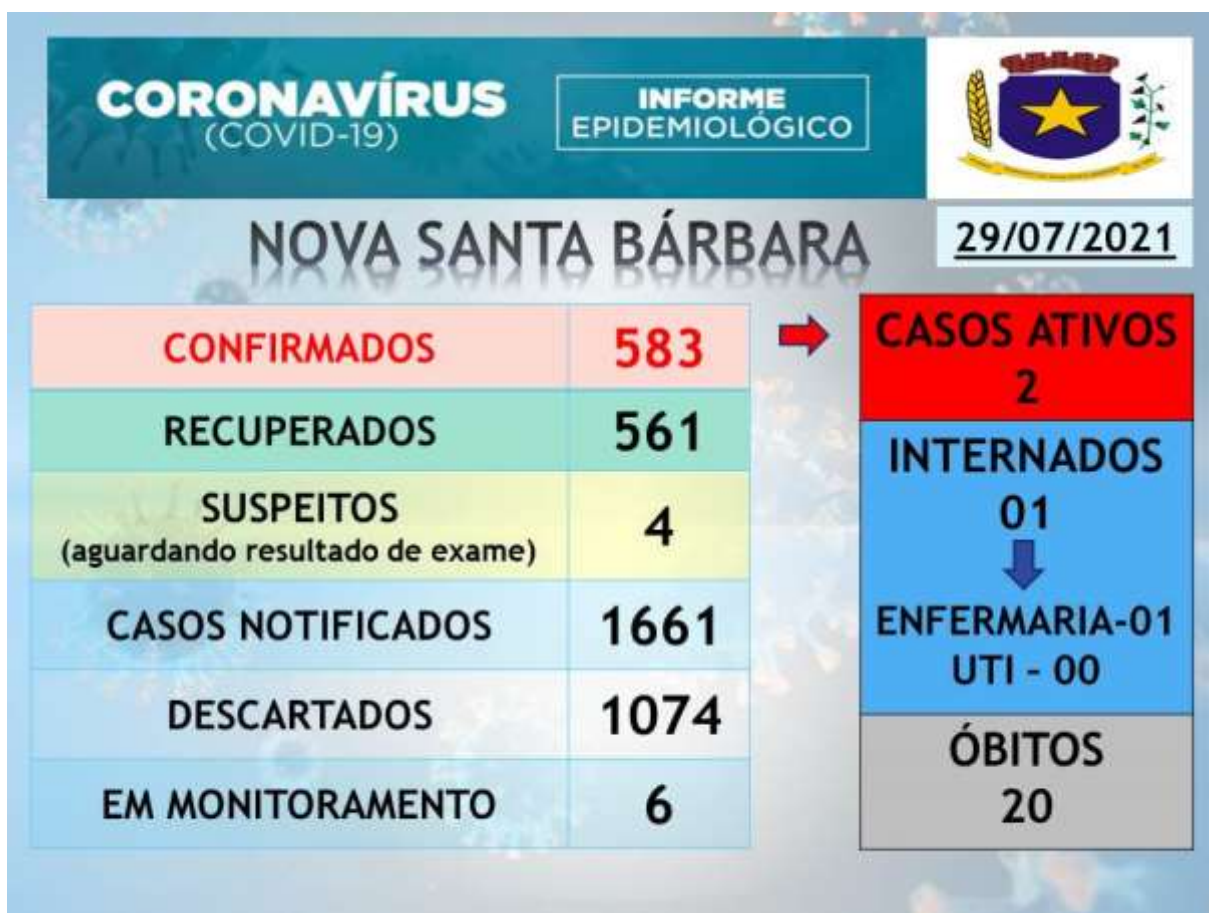 CORONAVÍRUS
(COVID-19)
INFORME
EPIDEMIOLÓGICO
NOVA SANTA BÁRBARA
29/07/2021
CONFIRMADOS 583
RECUPERADOS 561
SUSPEITOS
(aguardando resultado de exame) 4
CASOS NOTIFICADOS 1661
DESCARTADOS 1074
EM MONITORAMENTO 6
CASOS ATIVOS
2
INTERNADOS
01
ENFERMARIA-01
UTI - 00
ÓBITOS
20